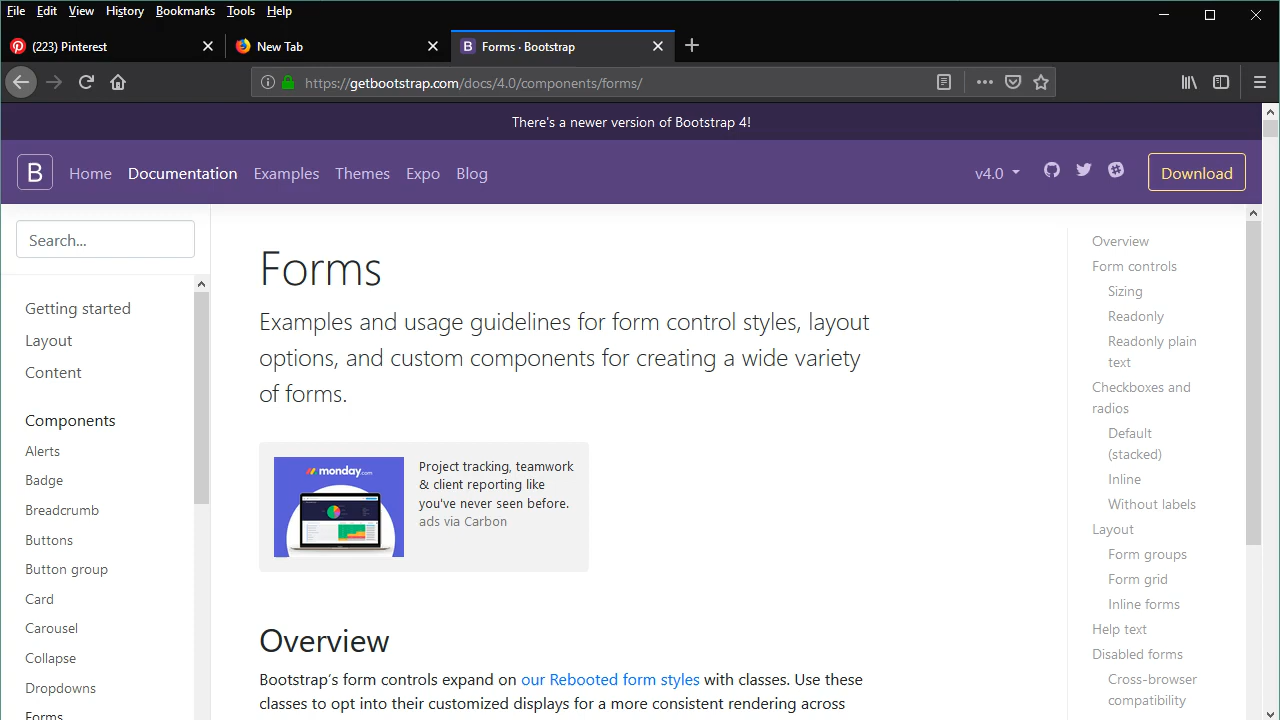 File Edit View History Bookmarks Tools Help
(223) Pinterest
New Tab
Forms · Bootstrap
https://getbootstrap.com/docs/4.0/components/forms/
There's a newer version of Bootstrap 4!
B Home Documentation Examples Themes Expo Blog v4.0 Download
Search...
Getting started
Layout
Content
Components
Alerts
Badge
Breadcrumb
Buttons
Button group
Card
Carousel
Collapse
Dropdowns
Forms
Forms
Examples and usage guidelines for form control styles, layout
options, and custom components for creating a wide variety
of forms.
monday.com
Project tracking, teamwork
& client reporting like
you've never seen before.
ads via Carbon
Overview
Bootstrap's form controls expand on our Rebooted form styles with classes. Use these
classes to opt into their customized displays for a more consistent rendering across
Overview
Form controls
Sizing
Readonly
Readonly plain
text
Checkboxes and
radios
Default
(stacked)
Inline
Without labels
Layout
Form groups
Form grid
Inline forms
Help text
Disabled forms
Cross-browser
compatibility